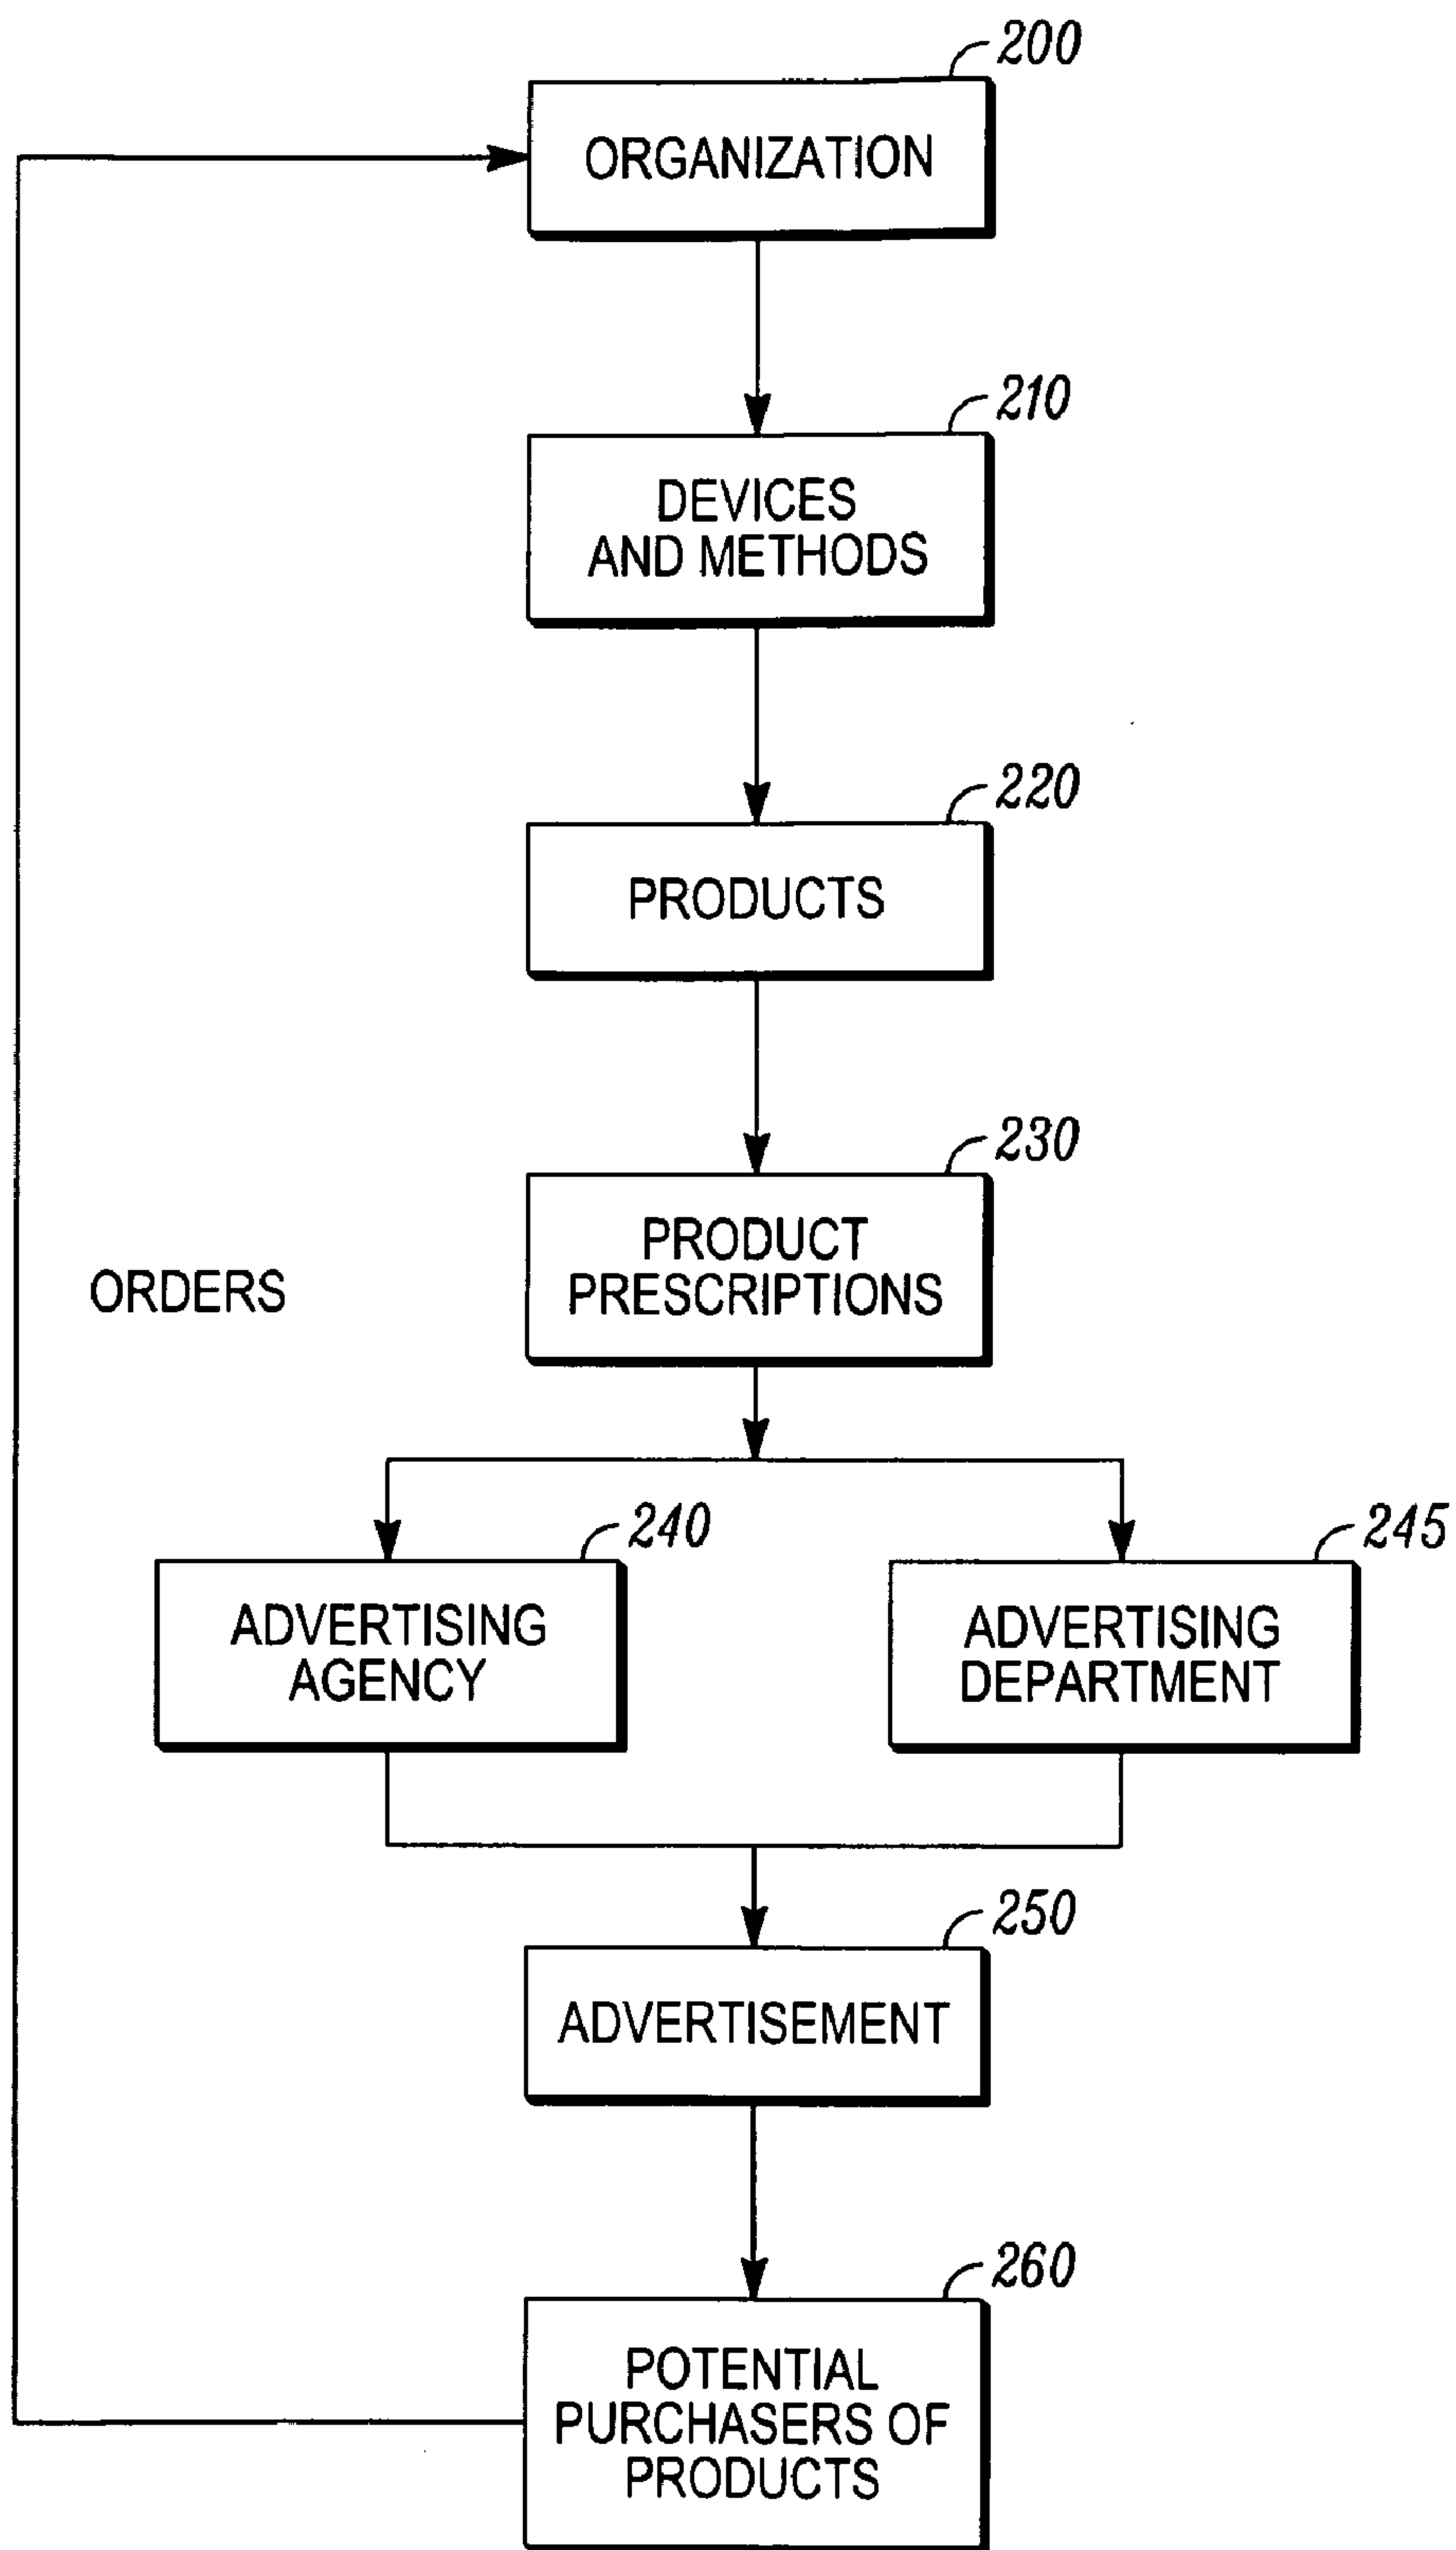 200
ORGANIZATION
210
DEVICES
AND METHODS
220
PRODUCTS
230
PRODUCT
PRESCRIPTIONS
ORDERS
240
ADVERTISING
AGENCY
245
ADVERTISING
DEPARTMENT
250
ADVERTISEMENT
260
POTENTIAL
PURCHASERS OF
PRODUCTS